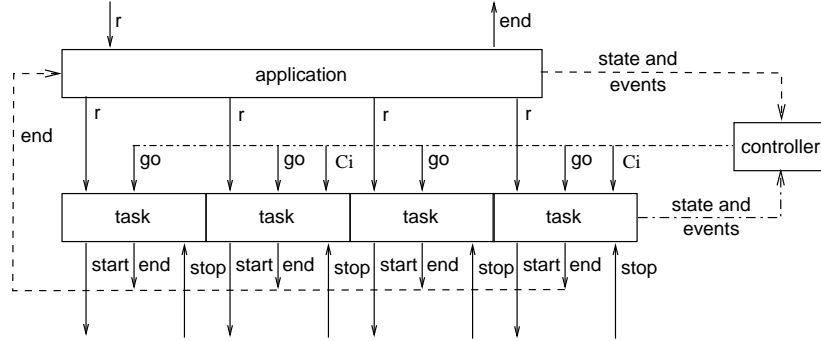 r
end
application
state and
events
r
r
r
r
end
controller
go
go
Ci
go
go
Ci
task
task
task
task
state and
events
start
end
stop
start
end
stop
start
end
stop
start
end
stop